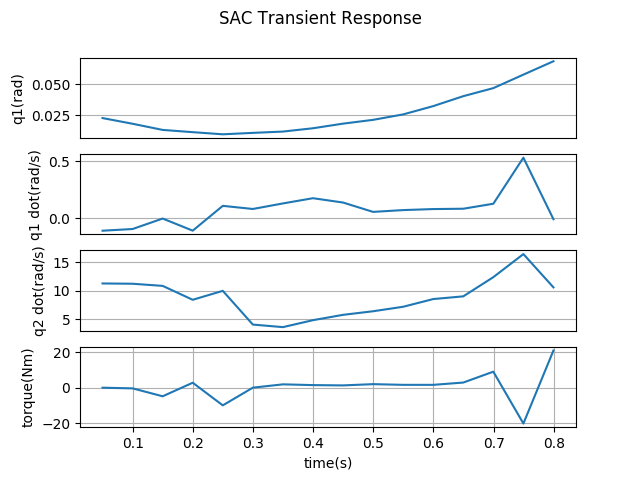 SAC Transient Response
q1(rad)
0.050
0.025
q1 dot(rad/s)
0.5
0.0
q2 dot(rad/s)
15
10
5
torque(Nm)
20
0
−20
0.1 0.2 0.3 0.4 0.5 0.6 0.7 0.8
time(s)